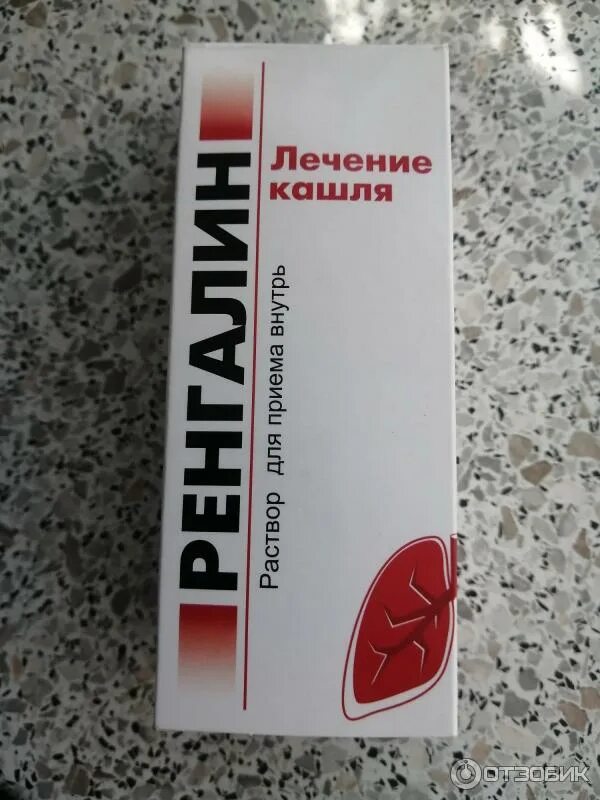 РЕНГАЛИН
Лечение
кашля
Раствор для приема внутрь
ОТЗОВИК